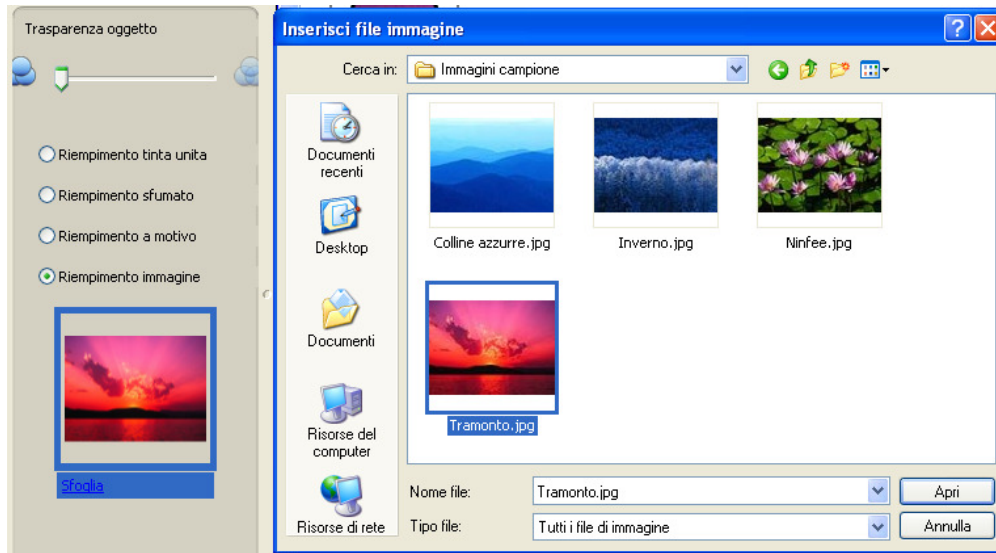 Trasparenza oggetto
Riempimento tinta unita
Riempimento sfumato
Riempimento a motivo
Riempimento immagine
Sfoglia
Inserisci file immagine
Cerca in:
Immagini campione
Documenti
recenti
Desktop
Documenti
Risorse del
computer
Risorse di rete
Colline azzurre.jpg
Inverno.jpg
Ninfee.jpg
Tramonto.jpg
Nome file:
Tramonto.jpg
Apri
Tipo file:
Tutti i file di immagine
Annulla